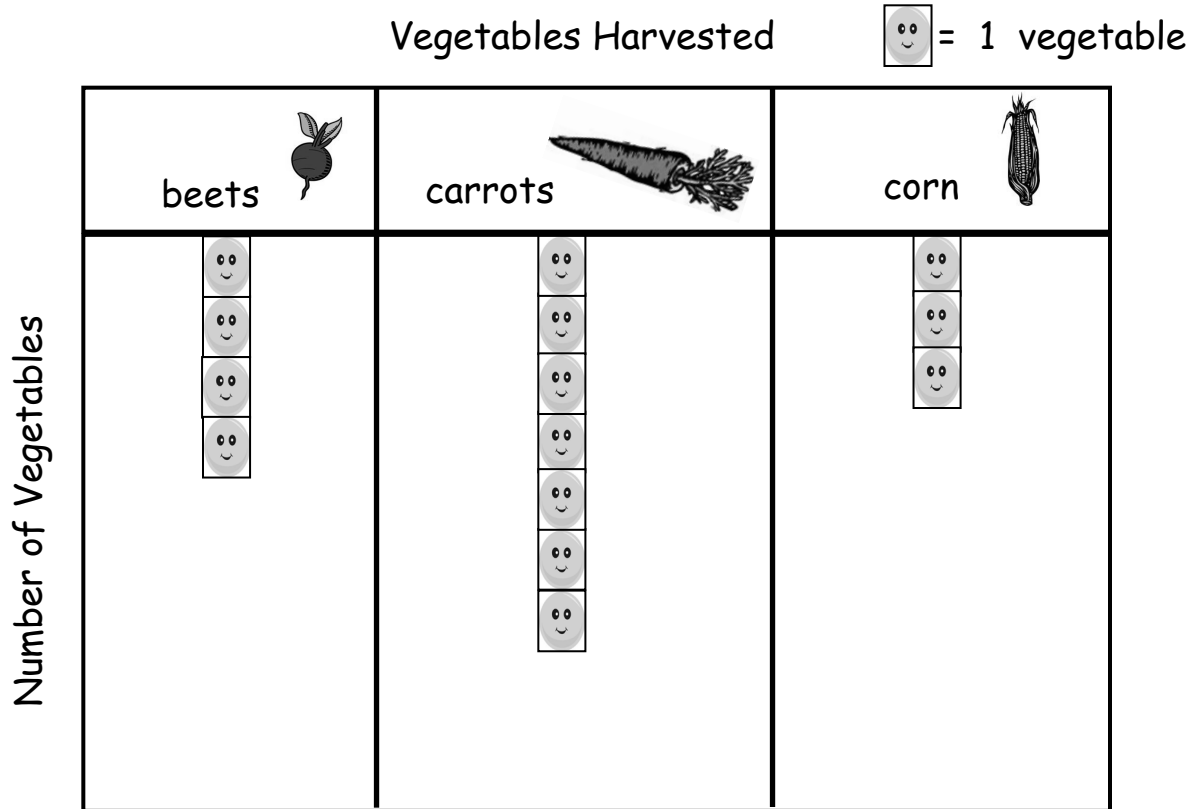 Vegetables Harvested
= 1 vegetable
beets
carrots
corn
Number of Vegetables